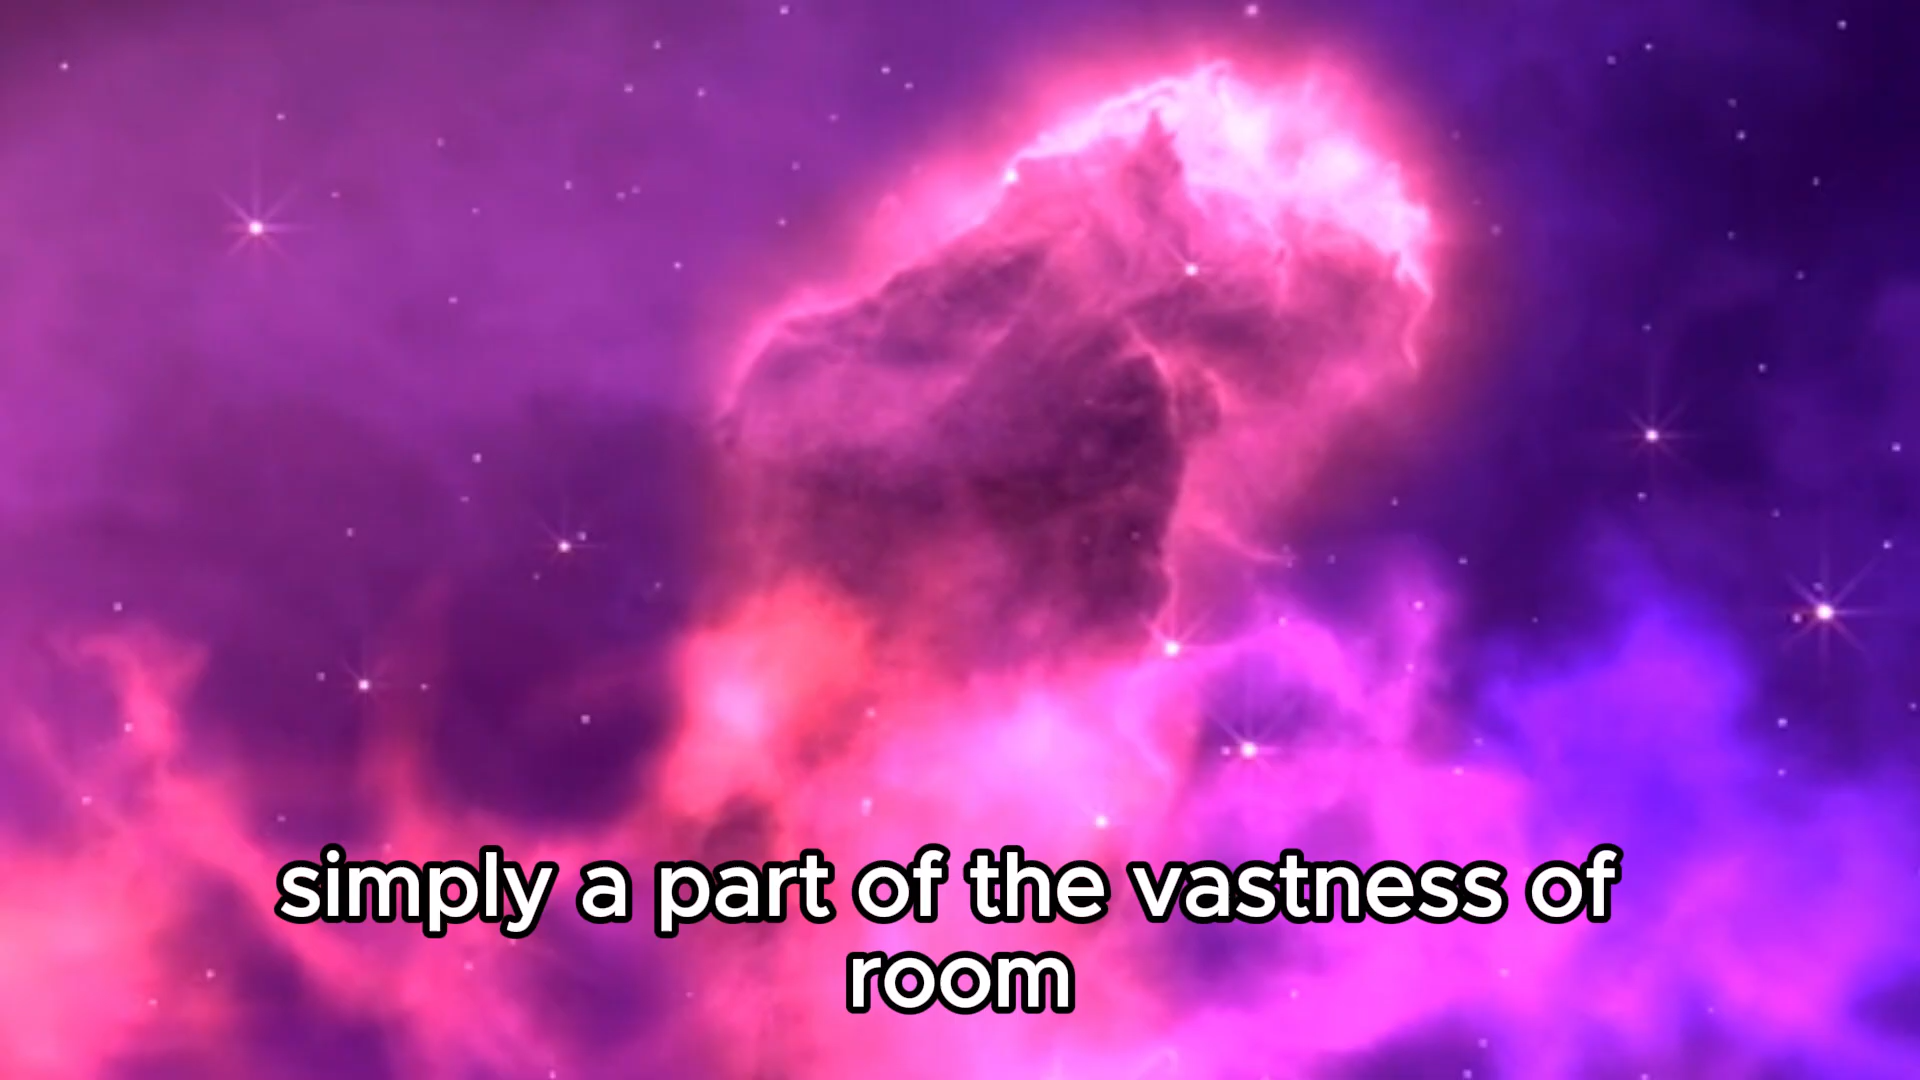 simply a part of the vastness of
room